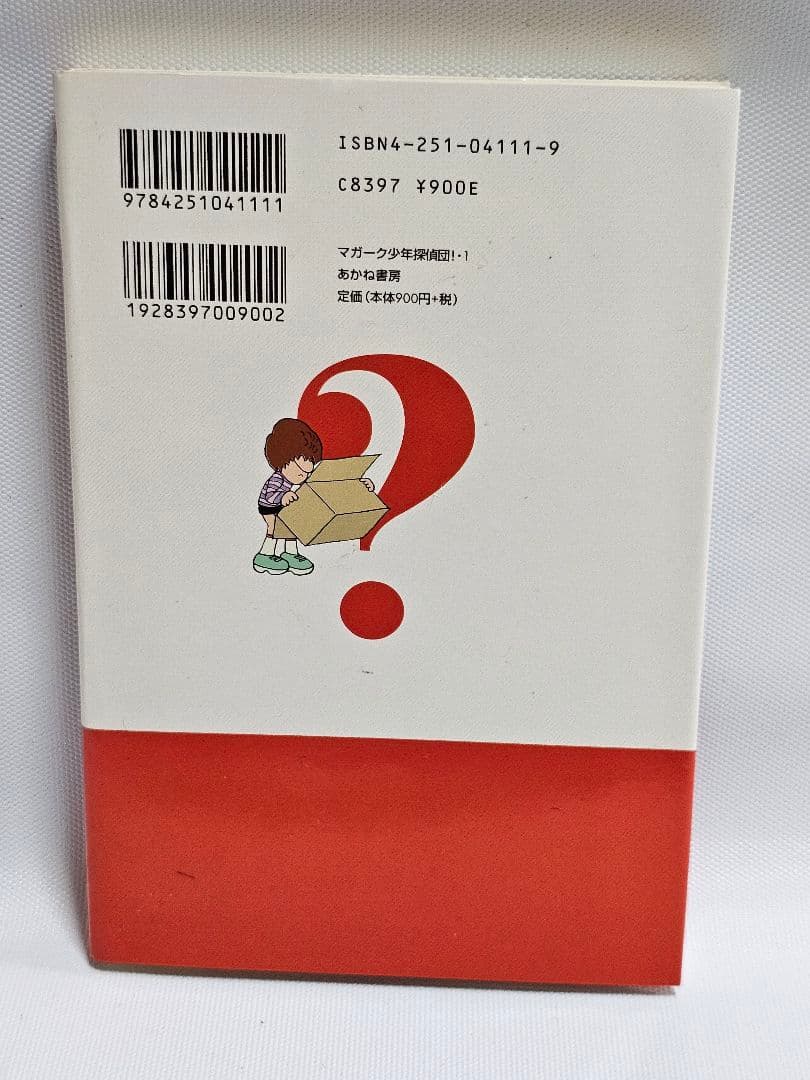 ISBN4-251-04111-9
C8397 ¥900E
9784251041111
マガーク少年探偵団!・1
あかね書房
定価(本体900円+税)
1928397009002